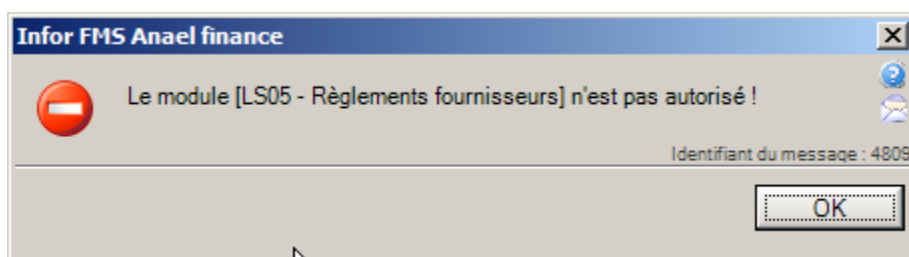 Infor FMS Anael finance
Le module [LS05 - Règlements fournisseurs] n'est pas autorisé !
Identifiant du message : 4809
OK